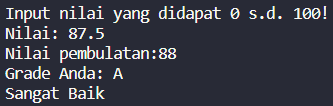 Input nilai yang didapat 0 s.d. 100!
Nilai: 87.5
Nilai pembulatan:88
Grade Anda: A
Sangat Baik